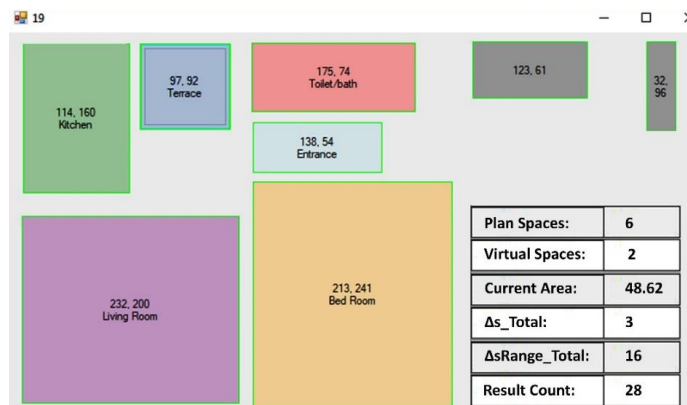 19
97, 92
Terrace
175, 74
Toilet/bath
123, 61
32,
96
114, 160
Kitchen
138, 54
Entrance
232, 200
Living Room
213, 241
Bed Room
Plan Spaces: 6
Virtual Spaces: 2
Current Area: 48.62
Δs_Total: 3
ΔsRange_Total: 16
Result Count: 28